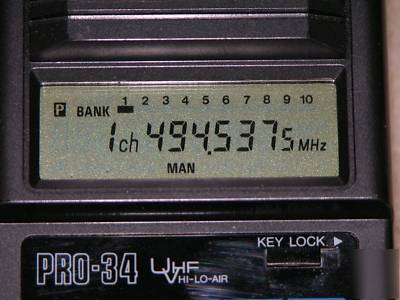 P BANK 1 2 3 4 5 6 7 8 9 10
1ch 494.5375 MHz
MAN
KEY LOCK ►
PRO-34 UVHF
HI-LO-AIR